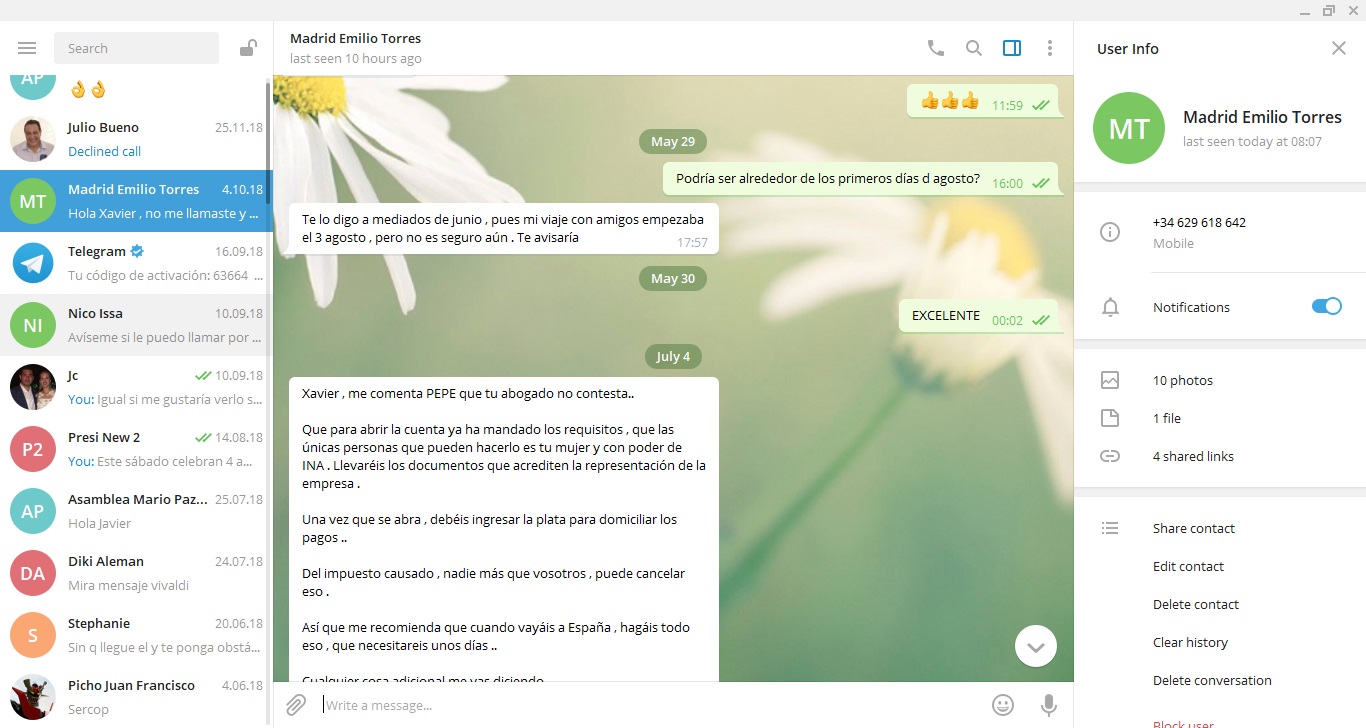 Search
AP
👌👌
Julio Bueno 25.11.18
Declined call
MT
Madrid Emilio Torres 4.10.18
Hola Xavier , no me llamaste y ...
Telegram 16.09.18
Tu código de activación: 63664 ...
NI
Nico Issa 10.09.18
Avíseme si le puedo llamar por ...
Jc 10.09.18
You: Igual si me gustaría verlo s...
P2
Presi New 2 14.08.18
You: Este sábado celebran 4 a...
AP
Asamblea Mario Paz... 25.07.18
Hola Javier
DA
Diki Aleman 24.07.18
Mira mensaje vivaldi
S
Stephanie 20.06.18
Sin q llegue el y te ponga obstá...
Picho Juan Francisco 4.06.18
Sercop
Madrid Emilio Torres
last seen 10 hours ago
👍👍👍 11:59
May 29
Podría ser alrededor de los primeros días d agosto? 16:00
Te lo digo a mediados de junio , pues mi viaje con amigos empezaba
el 3 agosto , pero no es seguro aún . Te avisaría 17:57
May 30
EXCELENTE 00:02
July 4
Xavier , me comenta PEPE que tu abogado no contesta..
Que para abrir la cuenta ya ha mandado los requisitos , que las
únicas personas que pueden hacerlo es tu mujer y con poder de
INA . Llevaréis los documentos que acrediten la representación de la
empresa .
Una vez que se abra , debéis ingresar la plata para domiciliar los
pagos ..
Del impuesto causado , nadie más que vosotros , puede cancelar
eso .
Así que me recomienda que cuando vayáis a España , hagáis todo
eso , que necesitareis unos días ..
Cualquier cosa adicional me vas diciendo
Write a message...
User Info
MT
Madrid Emilio Torres
last seen today at 08:07
+34 629 618 642
Mobile
Notifications
10 photos
1 file
4 shared links
Share contact
Edit contact
Delete contact
Clear history
Delete conversation
Block user